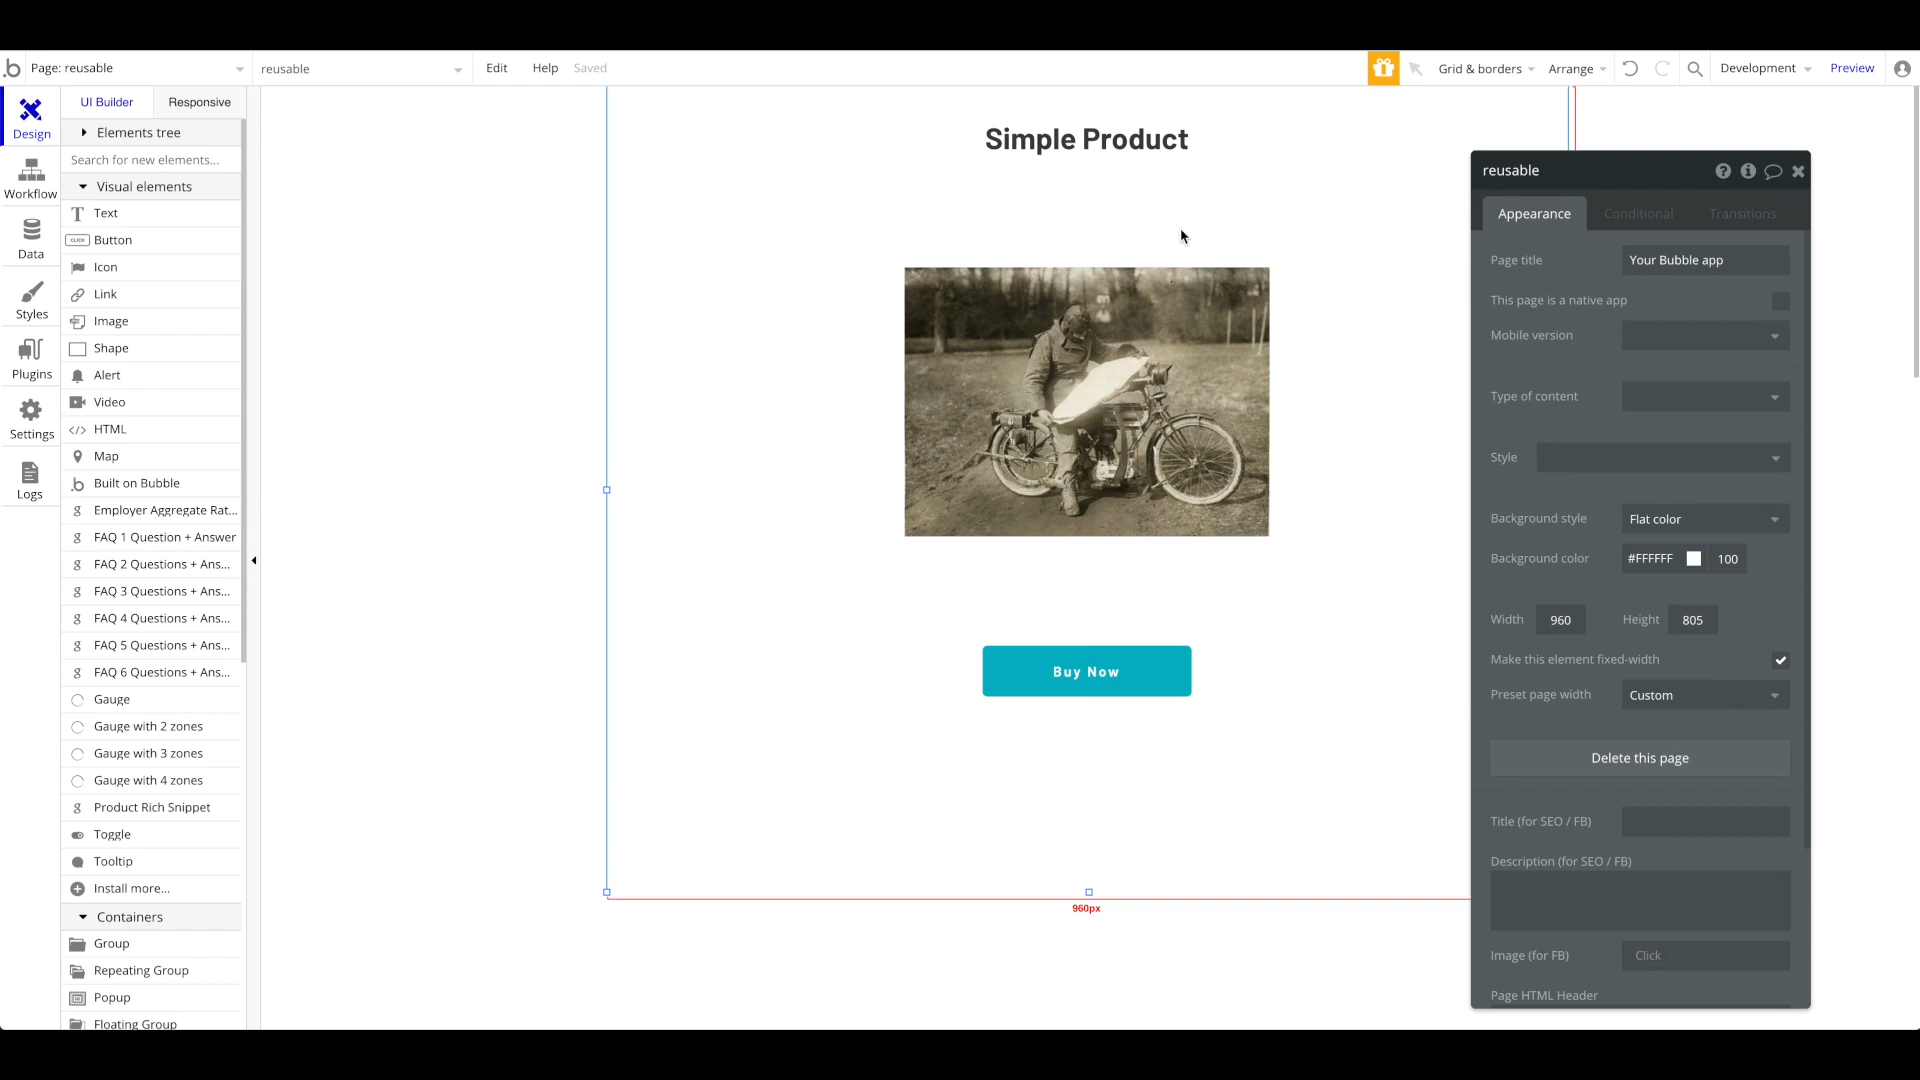 b Page: reusable
reusable
Edit
Help
Saved
Grid & borders
Arrange
Development
Preview
Design
Workflow
Data
Styles
Plugins
Settings
Logs
UI Builder
Responsive
Elements tree
Search for new elements...
Visual elements
Text
CLICK Button
Icon
Link
Image
Shape
Alert
Video
</> HTML
Map
b Built on Bubble
g Employer Aggregate Rat...
g FAQ 1 Question + Answer
g FAQ 2 Questions + Ans...
g FAQ 3 Questions + Ans...
g FAQ 4 Questions + Ans...
g FAQ 5 Questions + Ans...
g FAQ 6 Questions + Ans...
Gauge
Gauge with 2 zones
Gauge with 3 zones
Gauge with 4 zones
g Product Rich Snippet
Toggle
Tooltip
Install more...
Containers
Group
Repeating Group
Popup
Floating Group
Simple Product
Buy Now
960px
reusable
Appearance
Conditional
Transitions
Page title
Your Bubble app
This page is a native app
Mobile version
Type of content
Style
Background style
Flat color
Background color
#FFFFFF
100
Width
960
Height
805
Make this element fixed-width
Preset page width
Custom
Delete this page
Title (for SEO / FB)
Description (for SEO / FB)
Image (for FB)
Click
Page HTML Header